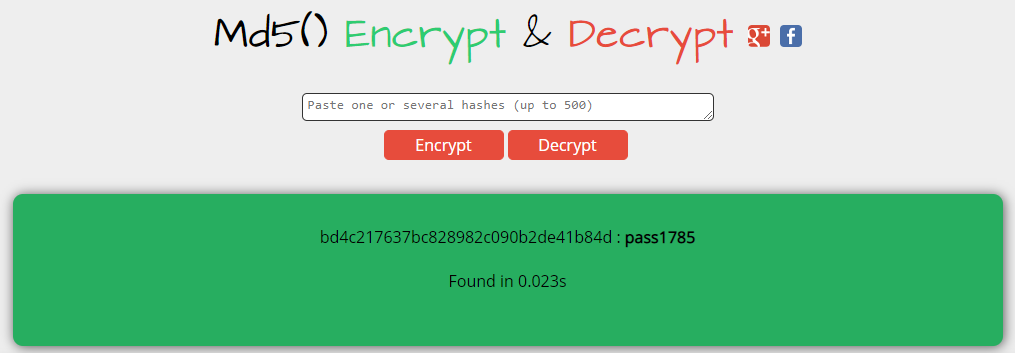 Md5() Encrypt & Decrypt g+ f
Paste one or several hashes (up to 500)
Encrypt Decrypt
bd4c217637bc828982c090b2de41b84d : pass1785
Found in 0.023s